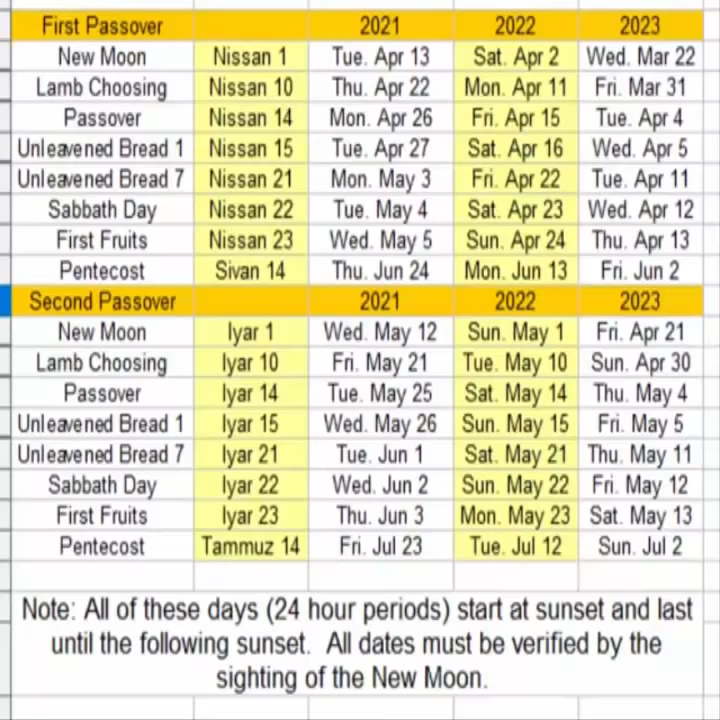 First Passover 2021 2022 2023
New Moon Nissan 1 Tue. Apr 13 Sat. Apr 2 Wed. Mar 22
Lamb Choosing Nissan 10 Thu. Apr 22 Mon. Apr 11 Fri. Mar 31
Passover Nissan 14 Mon. Apr 26 Fri. Apr 15 Tue. Apr 4
Unleavened Bread 1 Nissan 15 Tue. Apr 27 Sat. Apr 16 Wed. Apr 5
Unleavened Bread 7 Nissan 21 Mon. May 3 Fri. Apr 22 Tue. Apr 11
Sabbath Day Nissan 22 Tue. May 4 Sat. Apr 23 Wed. Apr 12
First Fruits Nissan 23 Wed. May 5 Sun. Apr 24 Thu. Apr 13
Pentecost Sivan 14 Thu. Jun 24 Mon. Jun 13 Fri. Jun 2
Second Passover 2021 2022 2023
New Moon Iyar 1 Wed. May 12 Sun. May 1 Fri. Apr 21
Lamb Choosing Iyar 10 Fri. May 21 Tue. May 10 Sun. Apr 30
Passover Iyar 14 Tue. May 25 Sat. May 14 Thu. May 4
Unleavened Bread 1 Iyar 15 Wed. May 26 Sun. May 15 Fri. May 5
Unleavened Bread 7 Iyar 21 Tue. Jun 1 Sat. May 21 Thu. May 11
Sabbath Day Iyar 22 Wed. Jun 2 Sun. May 22 Fri. May 12
First Fruits Iyar 23 Thu. Jun 3 Mon. May 23 Sat. May 13
Pentecost Tammuz 14 Fri. Jul 23 Tue. Jul 12 Sun. Jul 2
Note: All of these days (24 hour periods) start at sunset and last
until the following sunset. All dates must be verified by the
sighting of the New Moon.